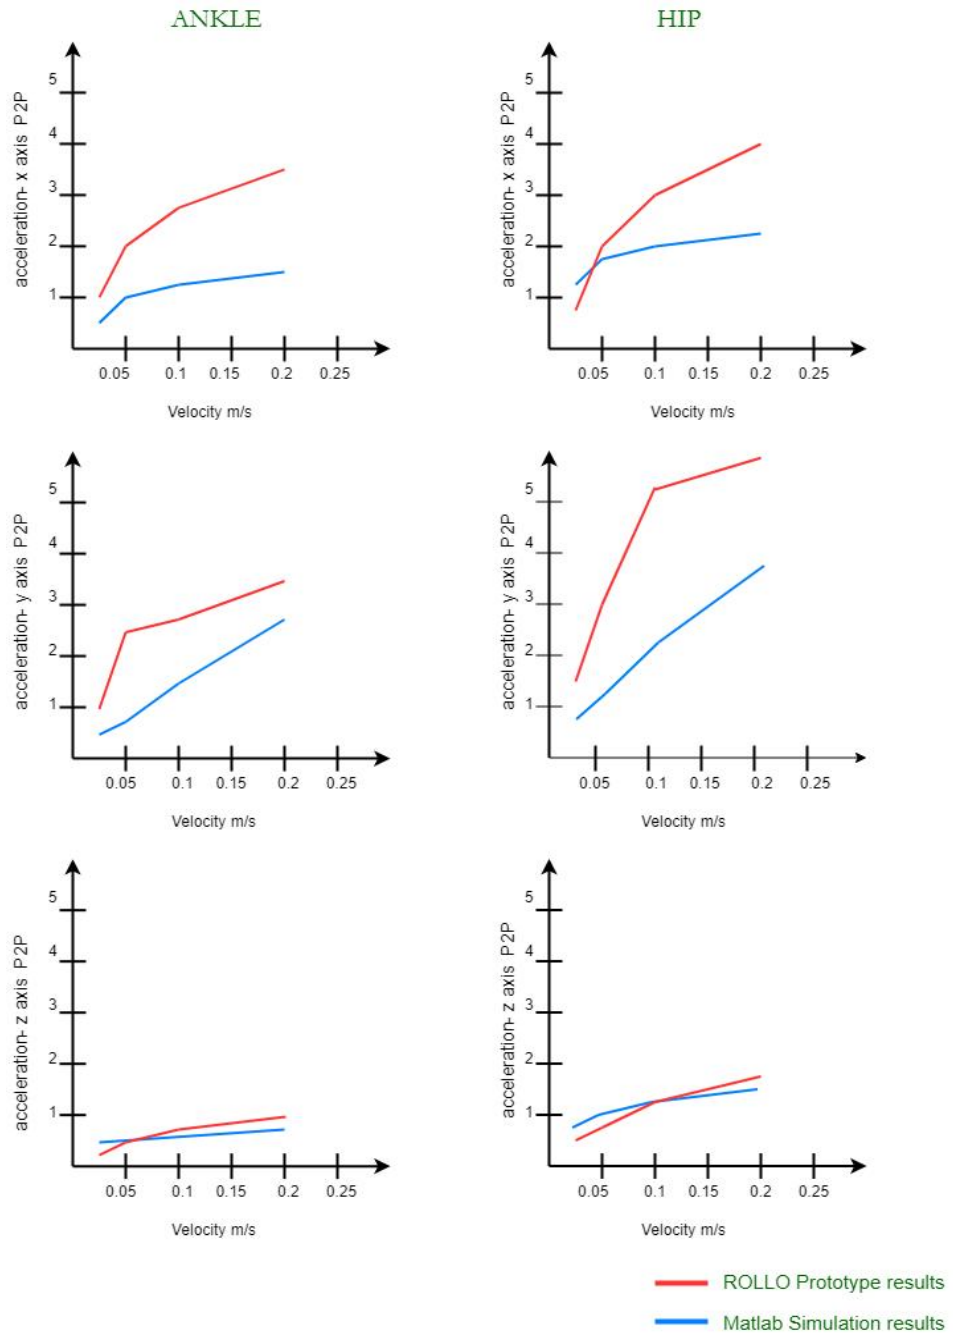 ANKLE
HIP
acceleration- x axis P2P
5
4
3
2
1
0.05 0.1 0.15 0.2 0.25
Velocity m/s
acceleration- x axis P2P
5
4
3
2
1
0.05 0.1 0.15 0.2 0.25
Velocity m/s
acceleration- y axis P2P
5
4
3
2
1
0.05 0.1 0.15 0.2 0.25
Velocity m/s
acceleration- y axis P2P
5
4
3
2
1
0.05 0.1 0.15 0.2 0.25
Velocity m/s
acceleration- z axis P2P
5
4
3
2
1
0.05 0.1 0.15 0.2 0.25
Velocity m/s
acceleration- z axis P2P
5
4
3
2
1
0.05 0.1 0.15 0.2 0.25
Velocity m/s
ROLLO Prototype results
Matlab Simulation results